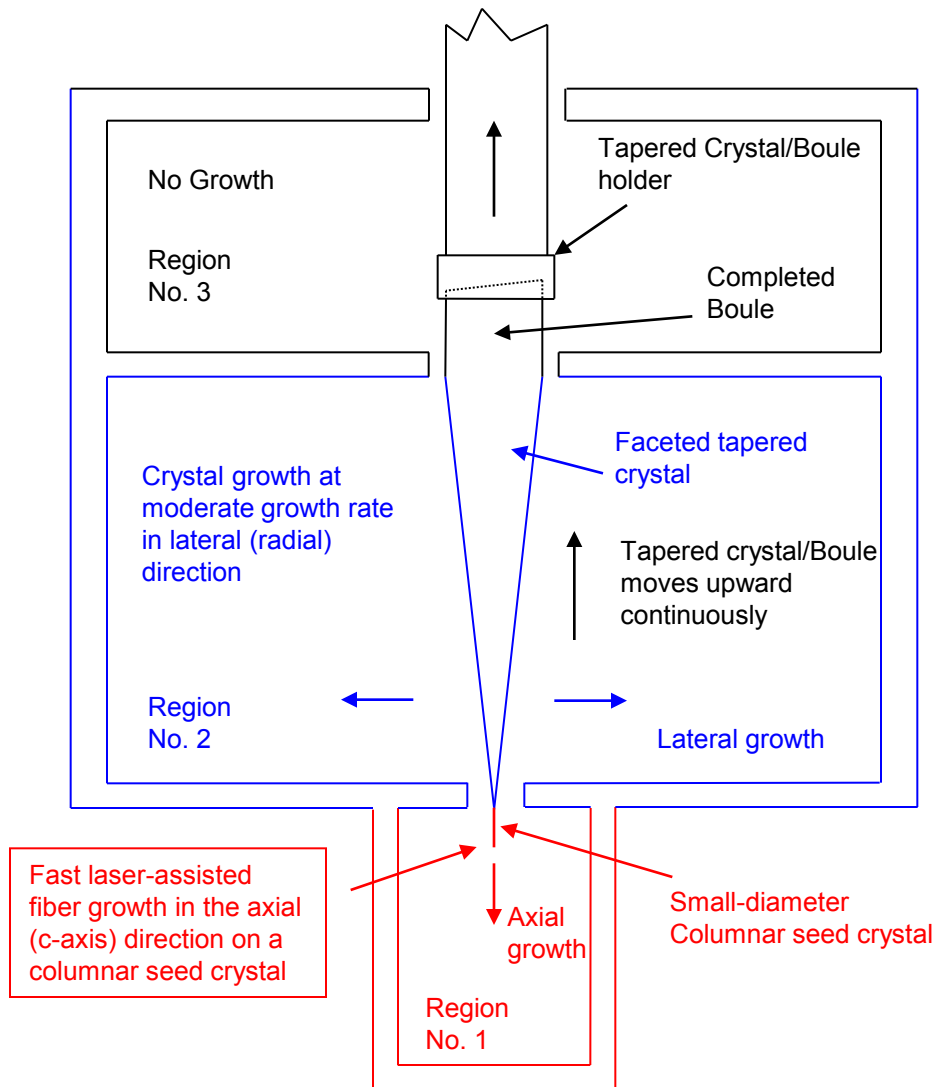 No Growth
Region
No. 3
Tapered Crystal/Boule
holder
Completed
Boule
Crystal growth at
moderate growth rate
in lateral (radial)
direction
Faceted tapered
crystal
Tapered crystal/Boule
moves upward
continuously
Region
No. 2
Lateral growth
Fast laser-assisted
fiber growth in the axial
(c-axis) direction on a
columnar seed crystal
Axial
growth
Small-diameter
Columnar seed crystal
Region
No. 1